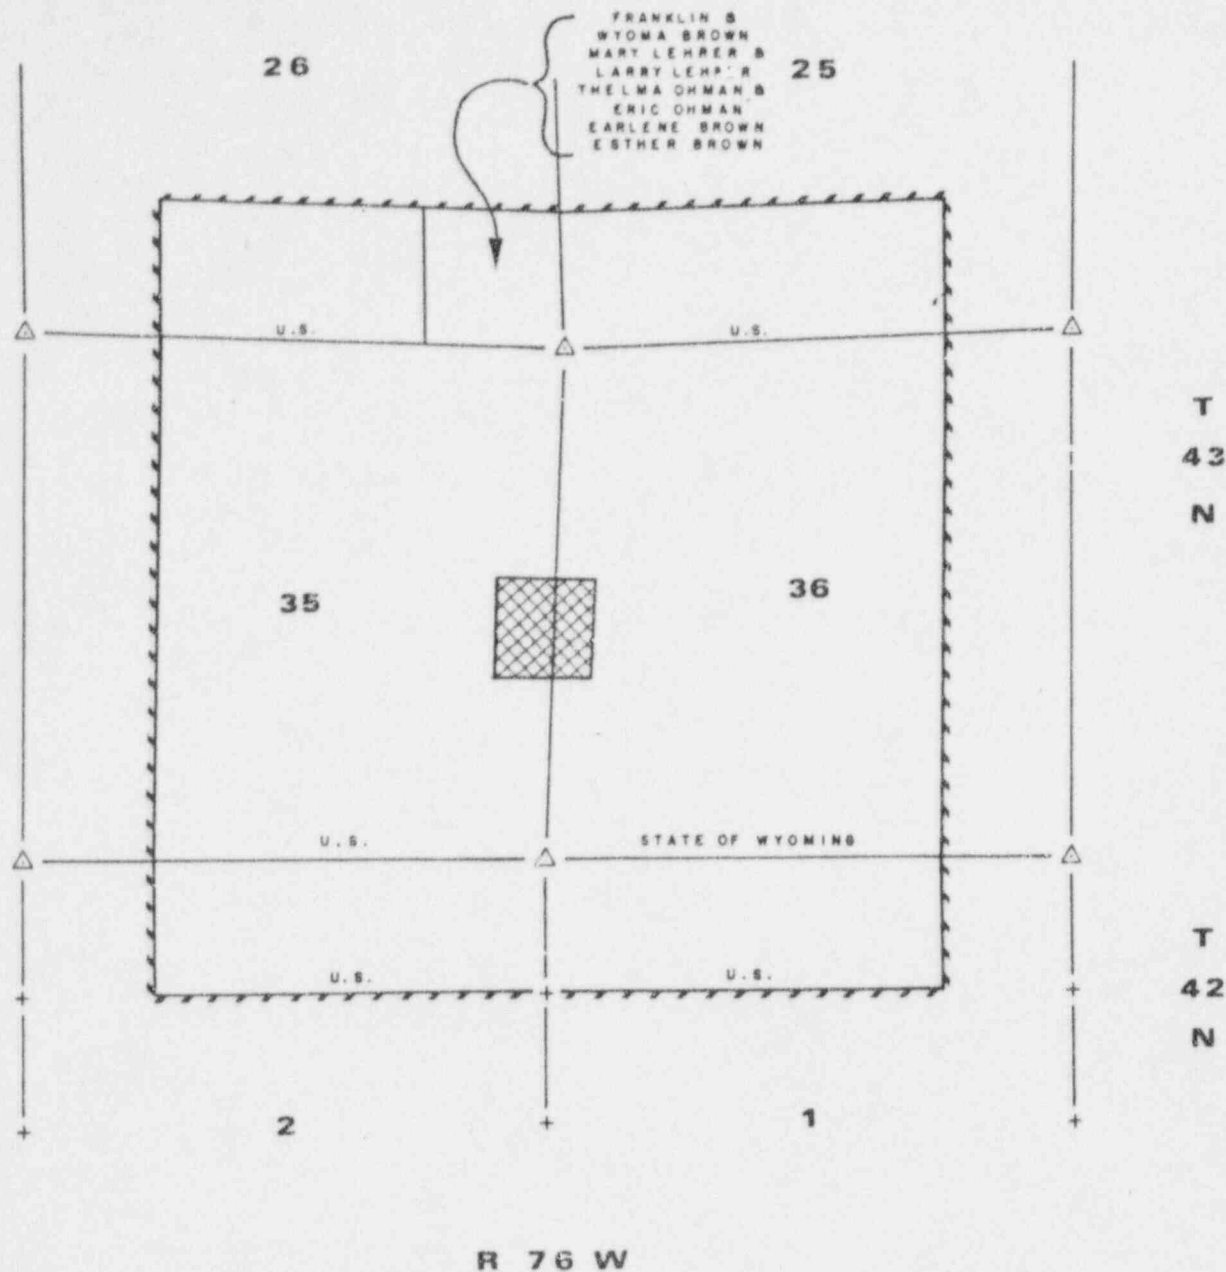 FRANKLIN &
WYOMA BROWN
MARY LEHRER &
LARRY
THELMA OHMAN &
ERIC OHMAN
EARLENE BROWN
ESTHER BROWN
26
25
U.S.
U.S.
T
43
N
35
36
U.S.
STATE OF WYOMING
T
42
N
U.S.
U.S.
2
1
R 76 W